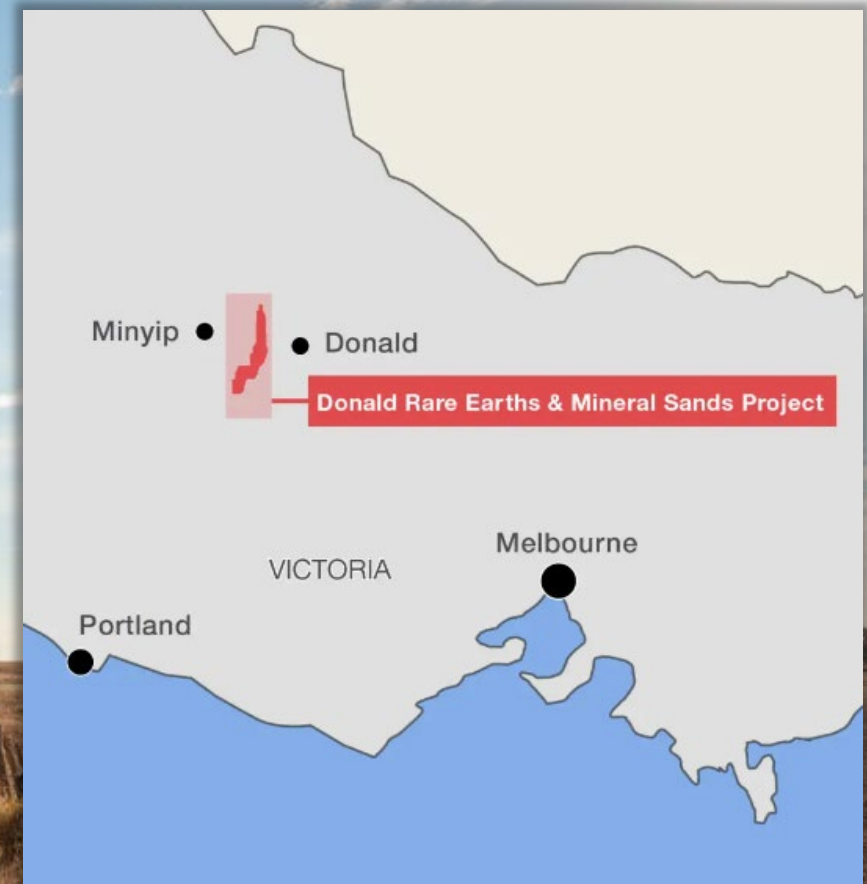 Minyip
Donald
Donald Rare Earths & Mineral Sands Project
Melbourne
VICTORIA
Portland